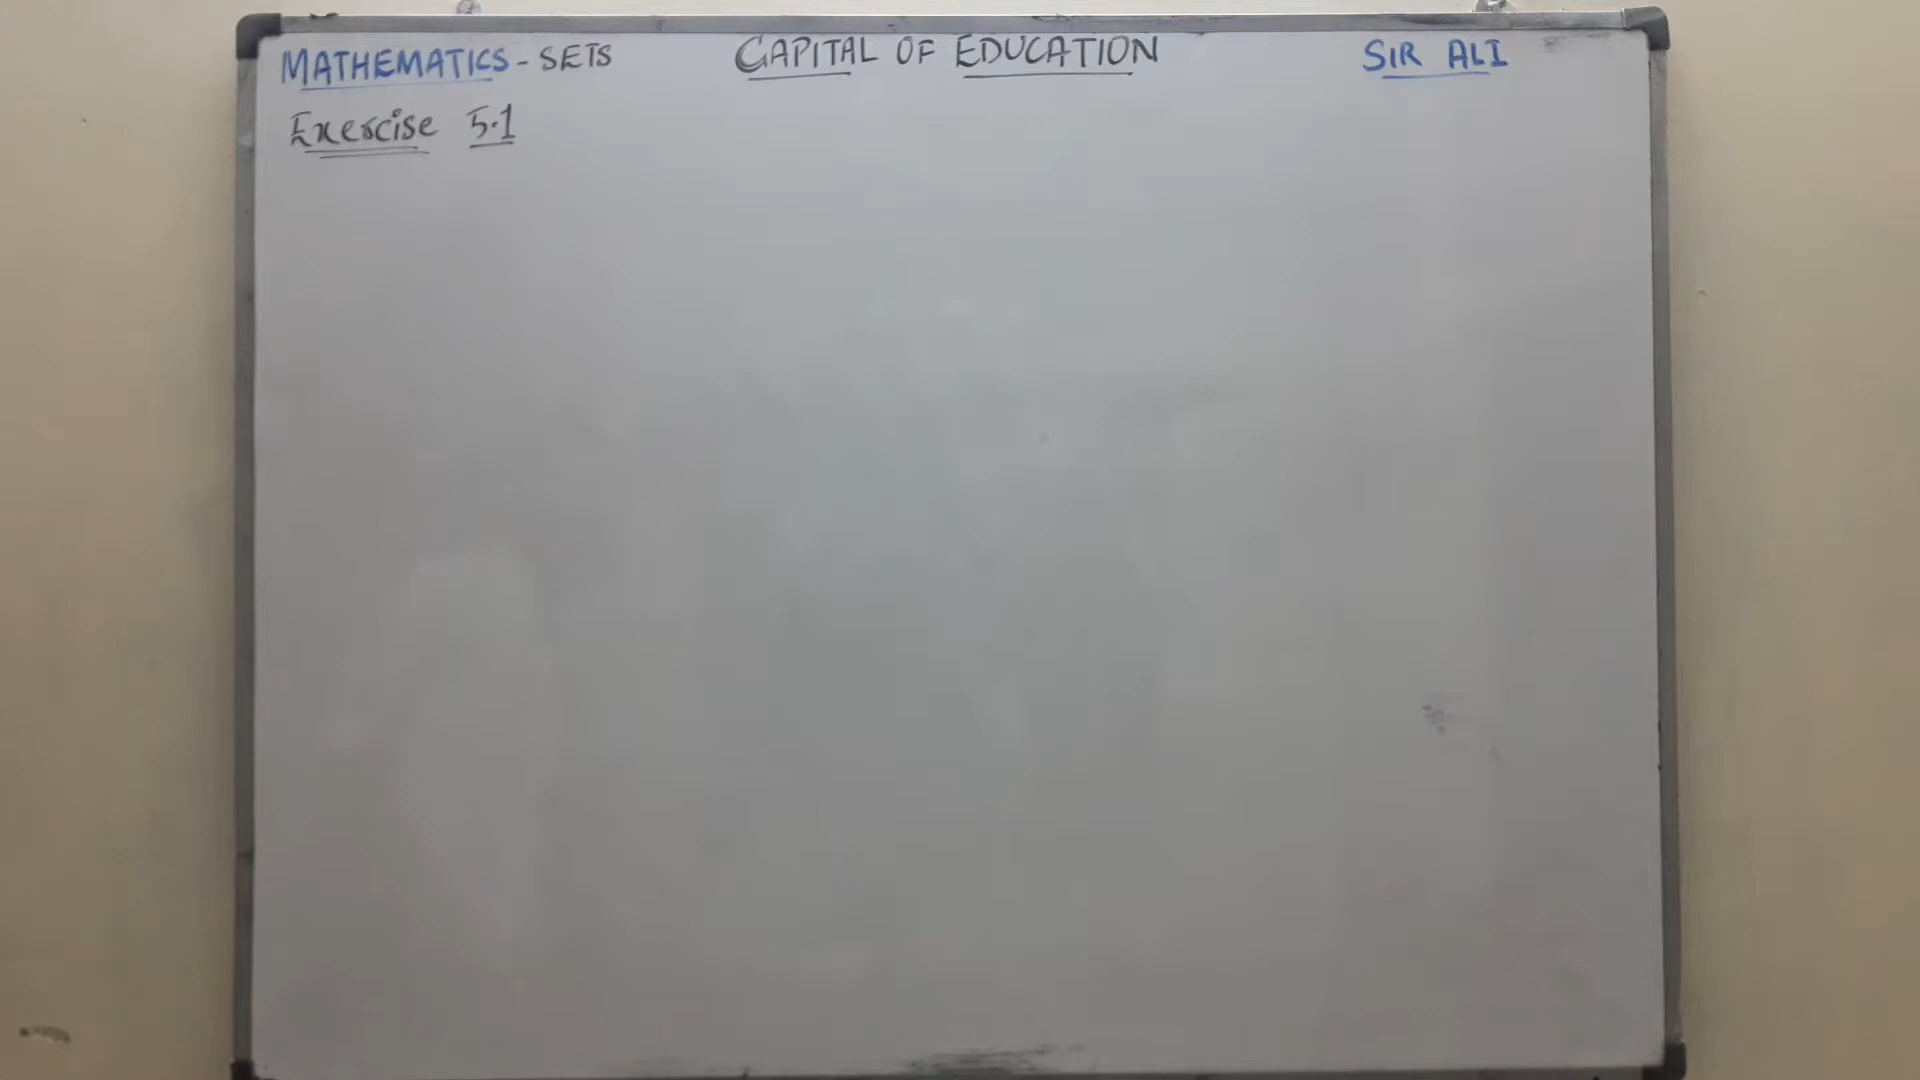 MATHEMATICS - SETS CAPITAL OF EDUCATION SIR ALI
Exercise 5.1